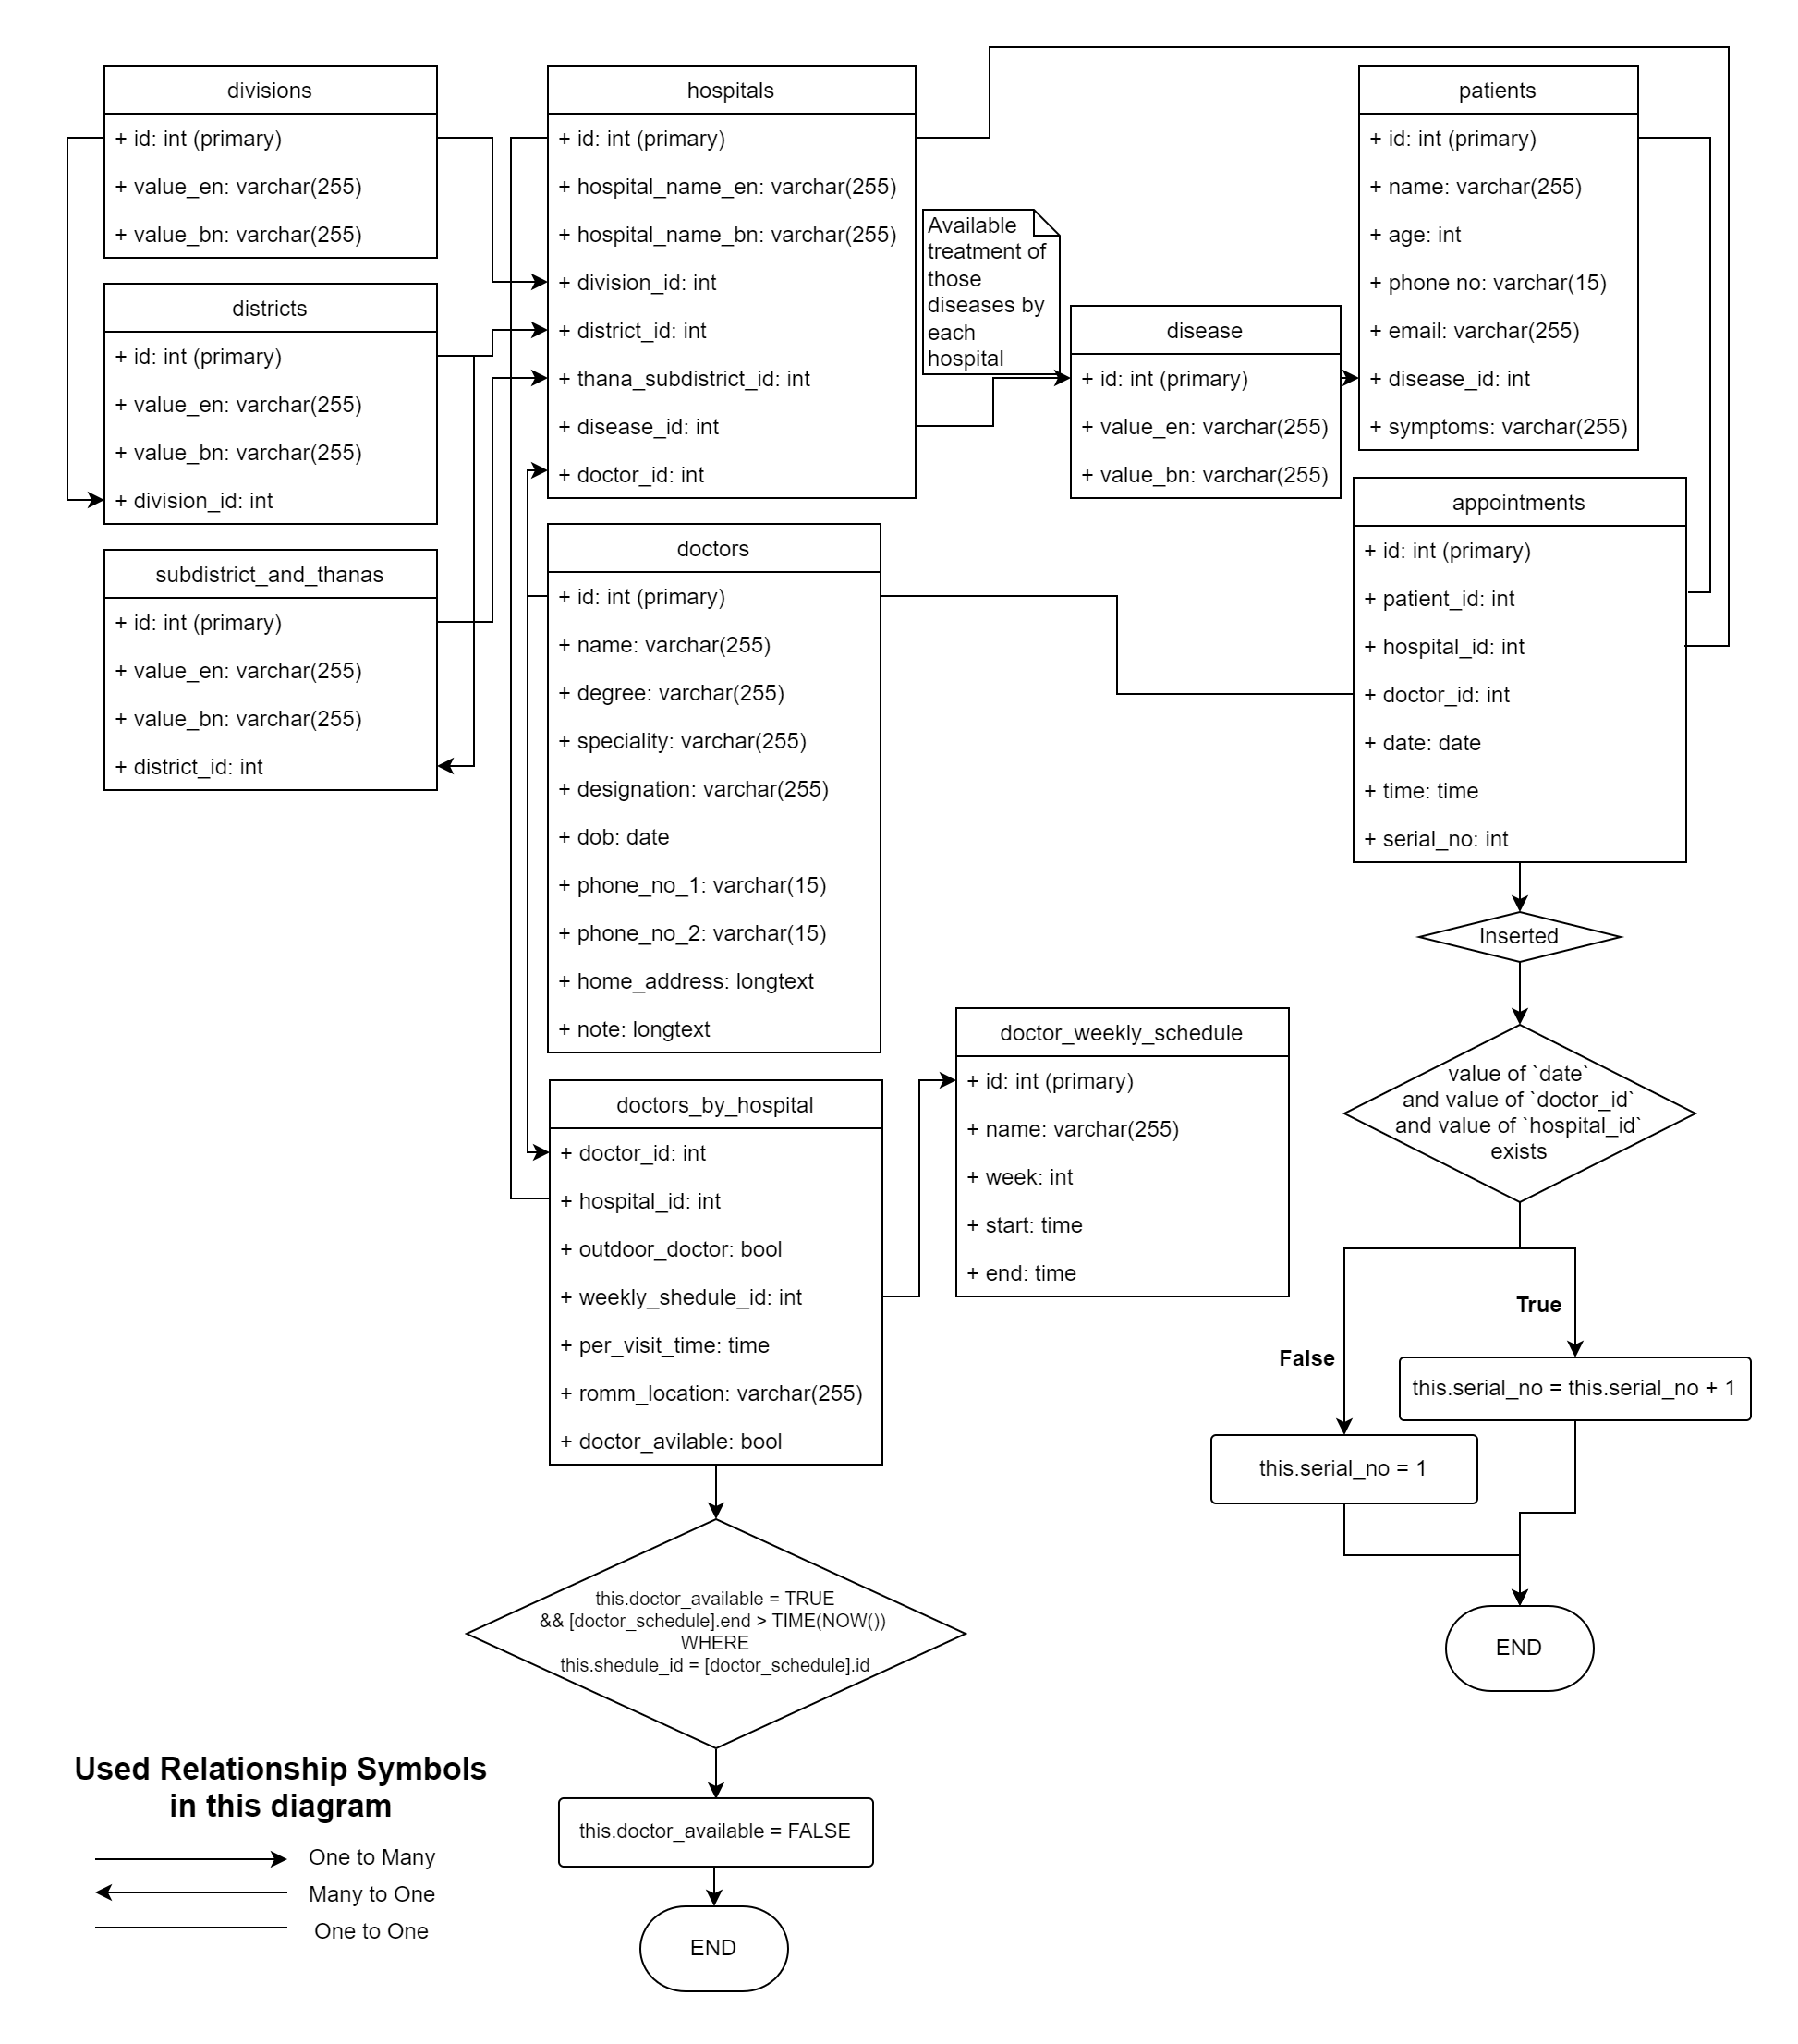 divisions
+ id: int (primary)
+ value_en: varchar(255)
+ value_bn: varchar(255)
districts
+ id: int (primary)
+ value_en: varchar(255)
+ value_bn: varchar(255)
+ division_id: int
subdistrict_and_thanas
+ id: int (primary)
+ value_en: varchar(255)
+ value_bn: varchar(255)
+ district_id: int
hospitals
+ id: int (primary)
+ hospital_name_en: varchar(255)
+ hospital_name_bn: varchar(255)
+ division_id: int
+ district_id: int
+ thana_subdistrict_id: int
+ disease_id: int
+ doctor_id: int
Available
treatment of
those
diseases by
each
hospital
disease
+ id: int (primary)
+ value_en: varchar(255)
+ value_bn: varchar(255)
patients
+ id: int (primary)
+ name: varchar(255)
+ age: int
+ phone no: varchar(15)
+ email: varchar(255)
+ disease_id: int
+ symptoms: varchar(255)
appointments
+ id: int (primary)
+ patient_id: int
+ hospital_id: int
+ doctor_id: int
+ date: date
+ time: time
+ serial_no: int
doctors
+ id: int (primary)
+ name: varchar(255)
+ degree: varchar(255)
+ speciality: varchar(255)
+ designation: varchar(255)
+ dob: date
+ phone_no_1: varchar(15)
+ phone_no_2: varchar(15)
+ home_address: longtext
+ note: longtext
doctors_by_hospital
+ doctor_id: int
+ hospital_id: int
+ outdoor_doctor: bool
+ weekly_shedule_id: int
+ per_visit_time: time
+ romm_location: varchar(255)
+ doctor_avilable: bool
doctor_weekly_schedule
+ id: int (primary)
+ name: varchar(255)
+ week: int
+ start: time
+ end: time
Inserted
value of `date`
and value of `doctor_id`
and value of `hospital_id`
exists
True
False
this.serial_no = this.serial_no + 1
this.serial_no = 1
END
this.doctor_available = TRUE
&& [doctor_schedule].end > TIME(NOW())
WHERE
this.shedule_id = [doctor_schedule].id
this.doctor_available = FALSE
END
Used Relationship Symbols
in this diagram
One to Many
Many to One
One to One